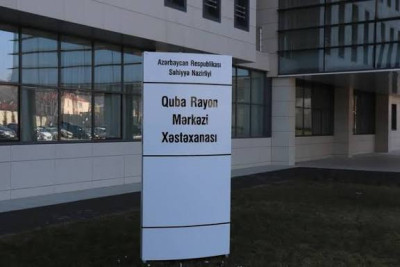 Azərbaycan Respublikası
Səhiyyə Nazirliyi
Quba Rayon
Mərkəzi
Xəstəxanası